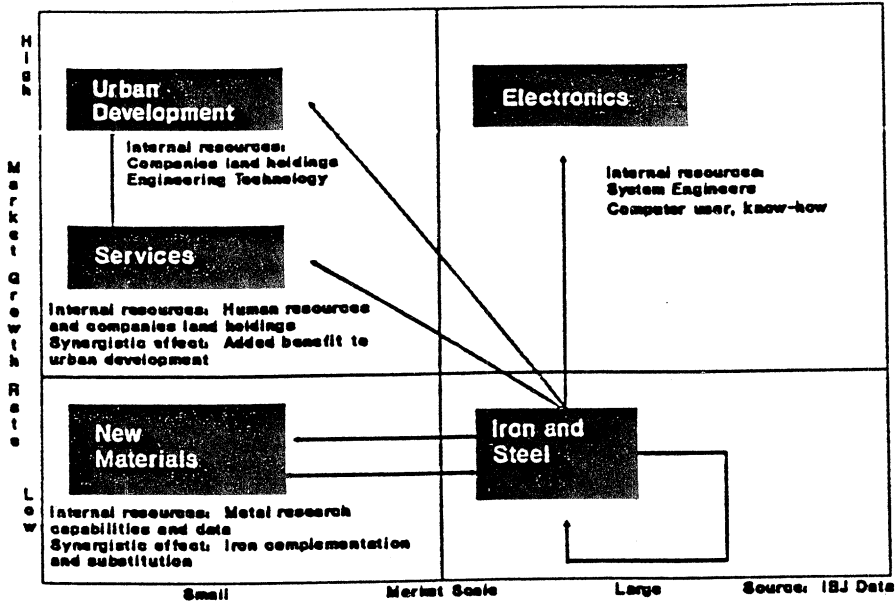 High
Market Growth Rate
Low
Urban
Development
Internal resources:
Companies land holdings
Engineering Technology
Services
Internal resources: Human resources
and companies land holdings
Synergistic effect: Added benefit to
urban development
Electronics
Internal resources:
System Engineers
Computer user, know-how
New
Materials
Internal resources: Metal research
capabilities and data
Synergistic effect: Iron complementation
and substitution
Iron and
Steel
Small
Market Scale
Large
Source: IBJ Data